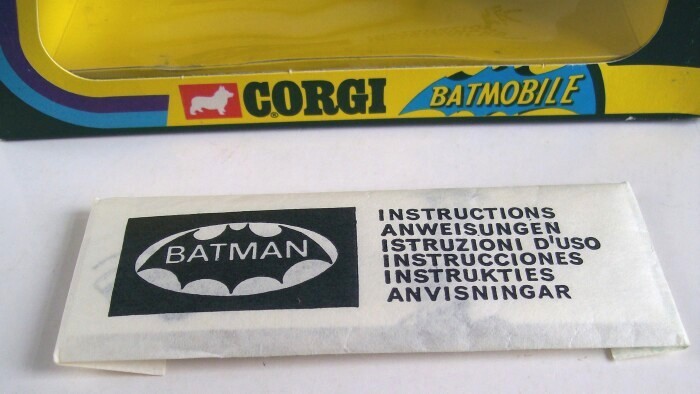 CORGI
BATMOBILE
BATMAN
INSTRUCTIONS
ANWEISUNGEN
ISTRUZIONI D'USO
INSTRUCCIONES
INSTRUKTIES
ANVISNINGAR